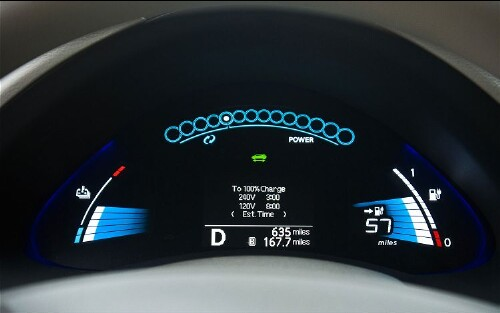 POWER
To 100% Charge
240V 3:00
120V 8:00
( Est.Time )
1
57
miles
D
635 miles
B 167.7 miles
0